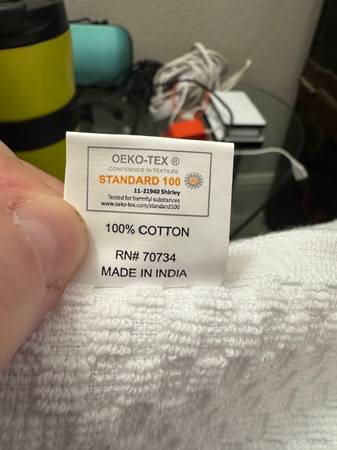 OEKO-TEX ®
CONFIDENCE IN TEXTILES
STANDARD 100
11-21940 Shirley
Tested for harmful substances
www.oeko-tex.com/standard100
100% COTTON
RN# 70734
MADE IN INDIA